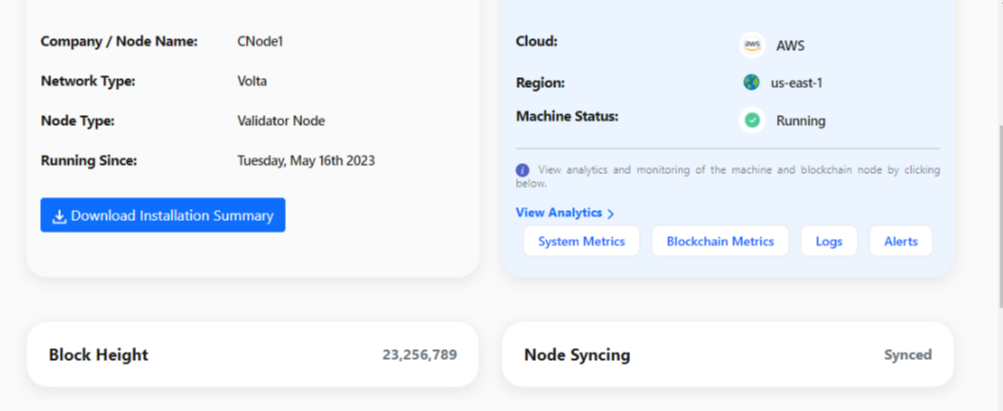 Company / Node Name: CNode1
Network Type: Volta
Node Type: Validator Node
Running Since: Tuesday, May 16th 2023
Download Installation Summary
Cloud: aws AWS
Region: us-east-1
Machine Status: Running
View analytics and monitoring of the machine and blockchain node by clicking
below.
View Analytics
System Metrics Blockchain Metrics Logs Alerts
Block Height 23,256,789
Node Syncing Synced